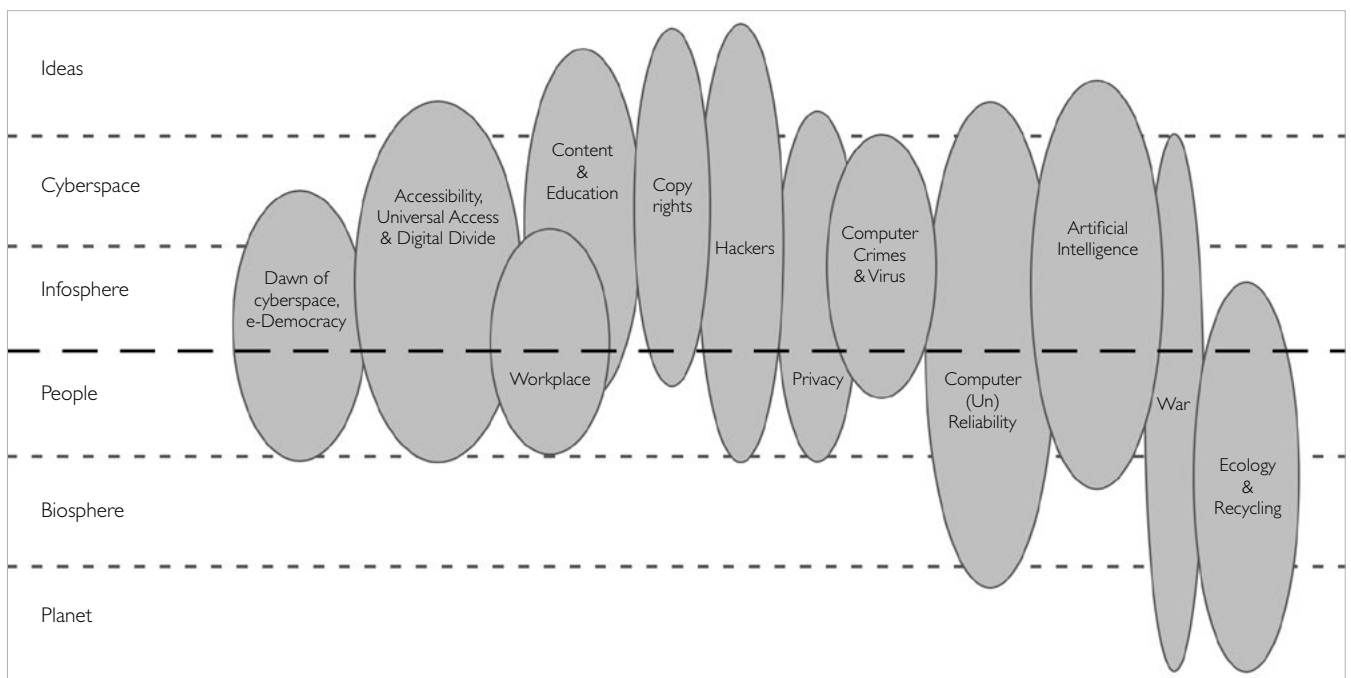 Ideas
Cyberspace
Infosphere
People
Biosphere
Planet
Dawn of
cyberspace,
e-Democracy
Accessibility,
Universal Access
& Digital Divide
Content
&
Education
Workplace
Copy
rights
Hackers
Privacy
Computer
Crimes
& Virus
Computer
(Un)
Reliability
Artificial
Intelligence
War
Ecology
&
Recycling